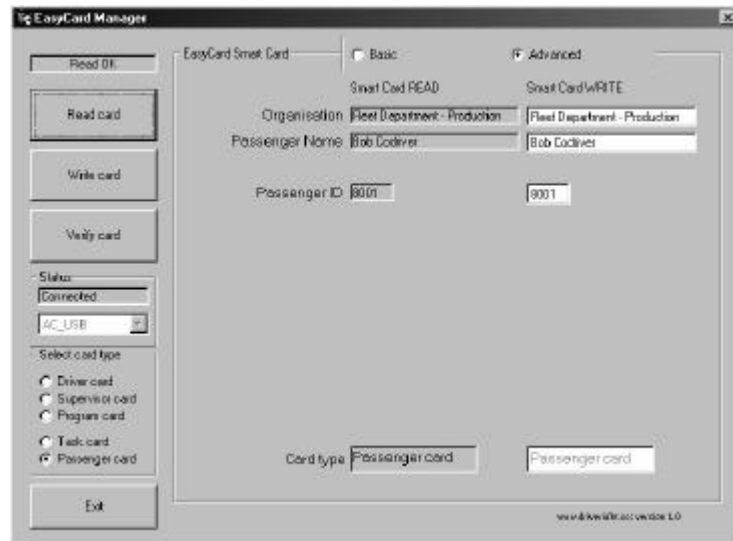 EasyCard Manager
Read OK
Read card
Write card
Verify card
Status
Connected
AC_USB
Select card type
Driver card
Supervisor card
Program card
Task card
Passenger card
Exit
EasyCard Smart Card
Basic
Advanced
Smart Card READ
Smart Card WRITE
Organisation
Fleet Department - Production
Fleet Department - Production
Passenger Name
Bob Codriver
Bob Codriver
Passenger ID
8001
8001
Card type
Passenger card
Passenger card
version 1.0